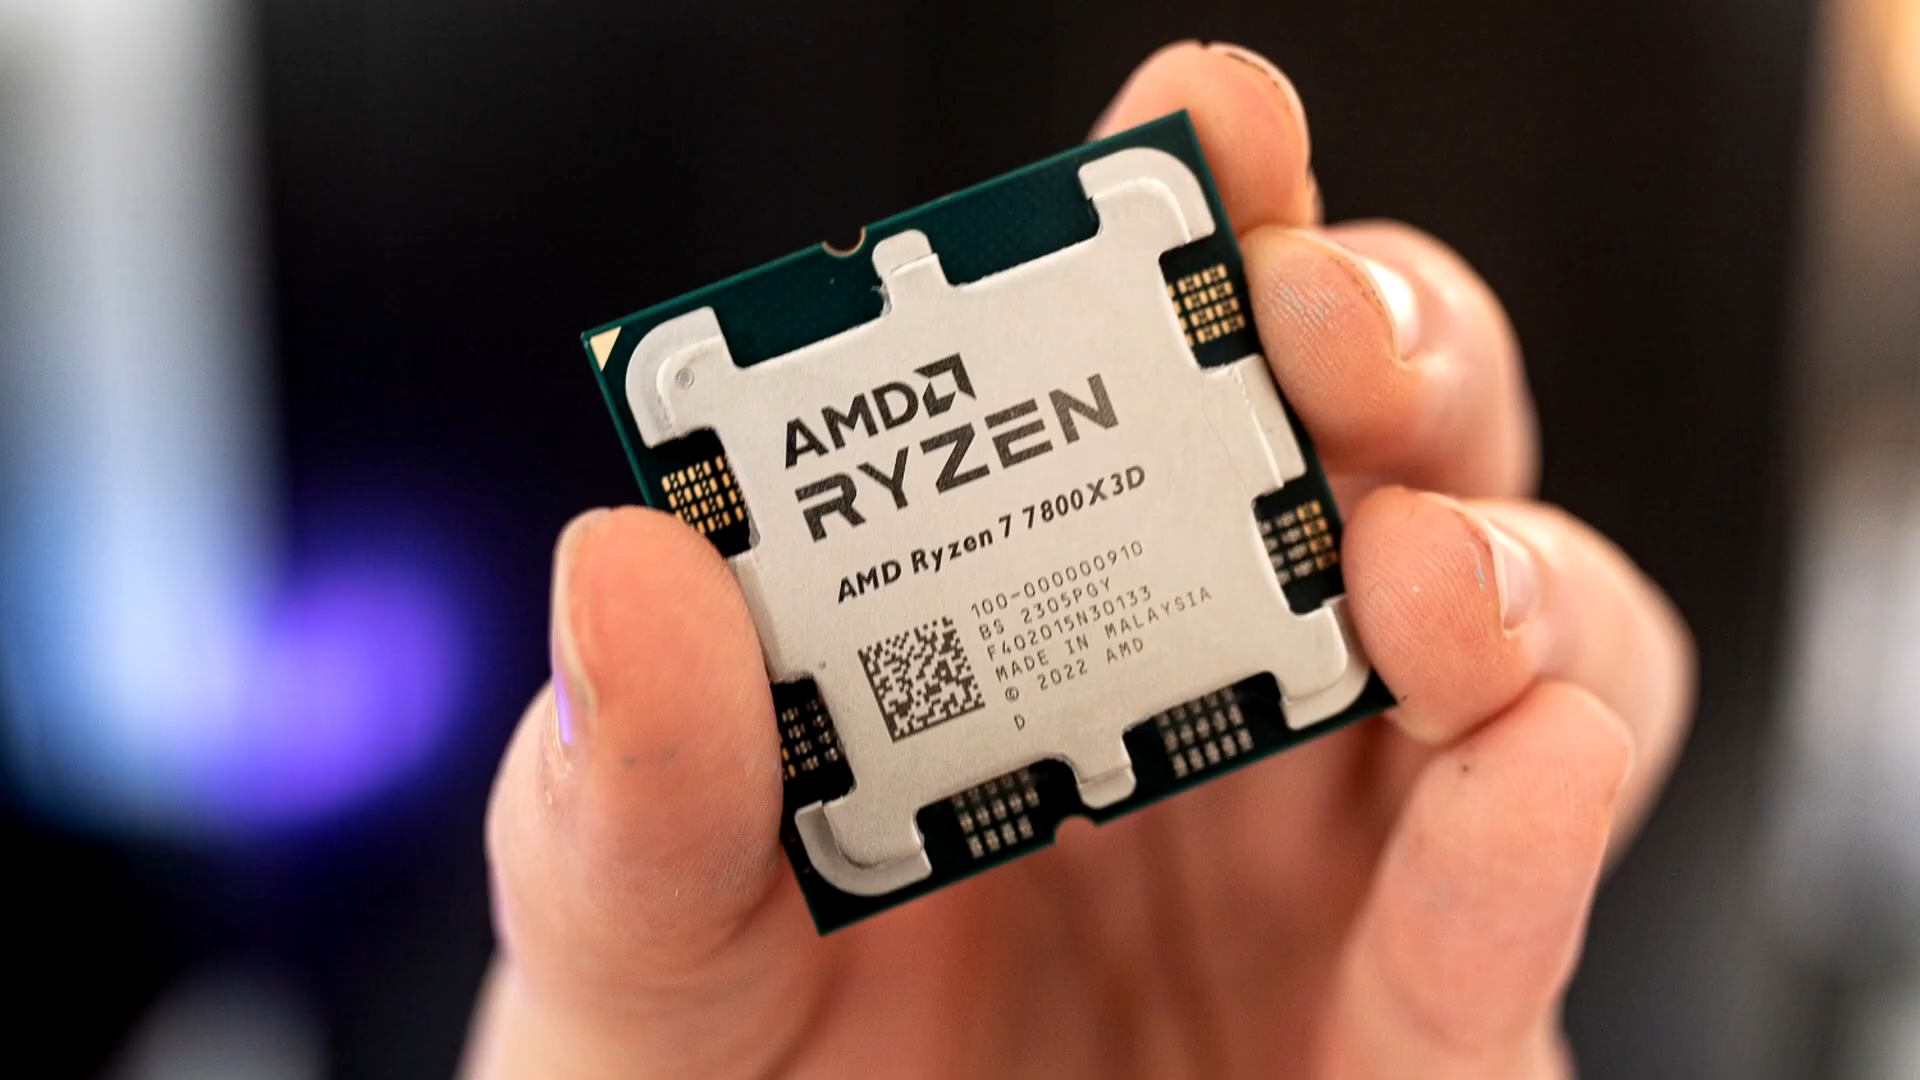 AMD
RYZEN
AMD Ryzen 7 7800X3D
100-000000910
BS 2305PGY
F402015N30133
MADE IN MALAYSIA
© 2022 AMD
D